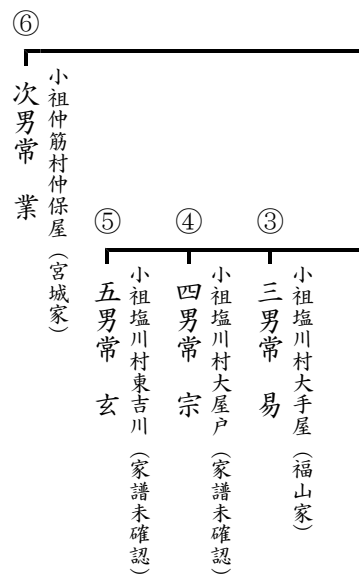 ③
三男常 易
小祖塩川村大手屋（福山家）
④
四男常 宗
小祖塩川村大屋戸（家譜未確認）
⑤
五男常 玄
小祖塩川村東吉川（家譜未確認）
⑥
次男常 業
小祖仲筋村仲保屋（宮城家）